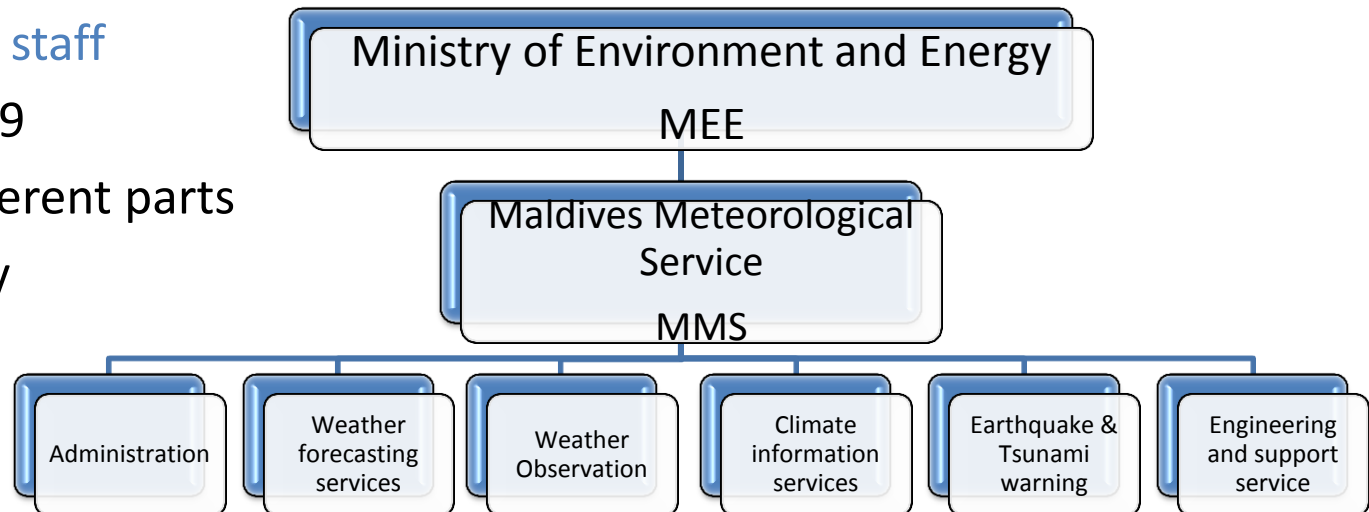 staff
9
erent parts
y
Ministry of Environment and Energy
MEE
Maldives Meteorological
Service
MMS
Administration
Weather
forecasting
services
Weather
Observation
Climate
information
services
Earthquake &
Tsunami
warning
Engineering
and support
service